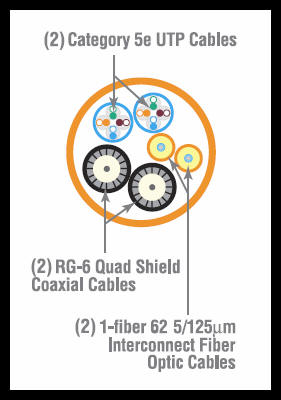 (2) Category 5e UTP Cables
(2) RG-6 Quad Shield
Coaxial Cables
(2) 1-fiber 62 5/125µm
Interconnect Fiber
Optic Cables